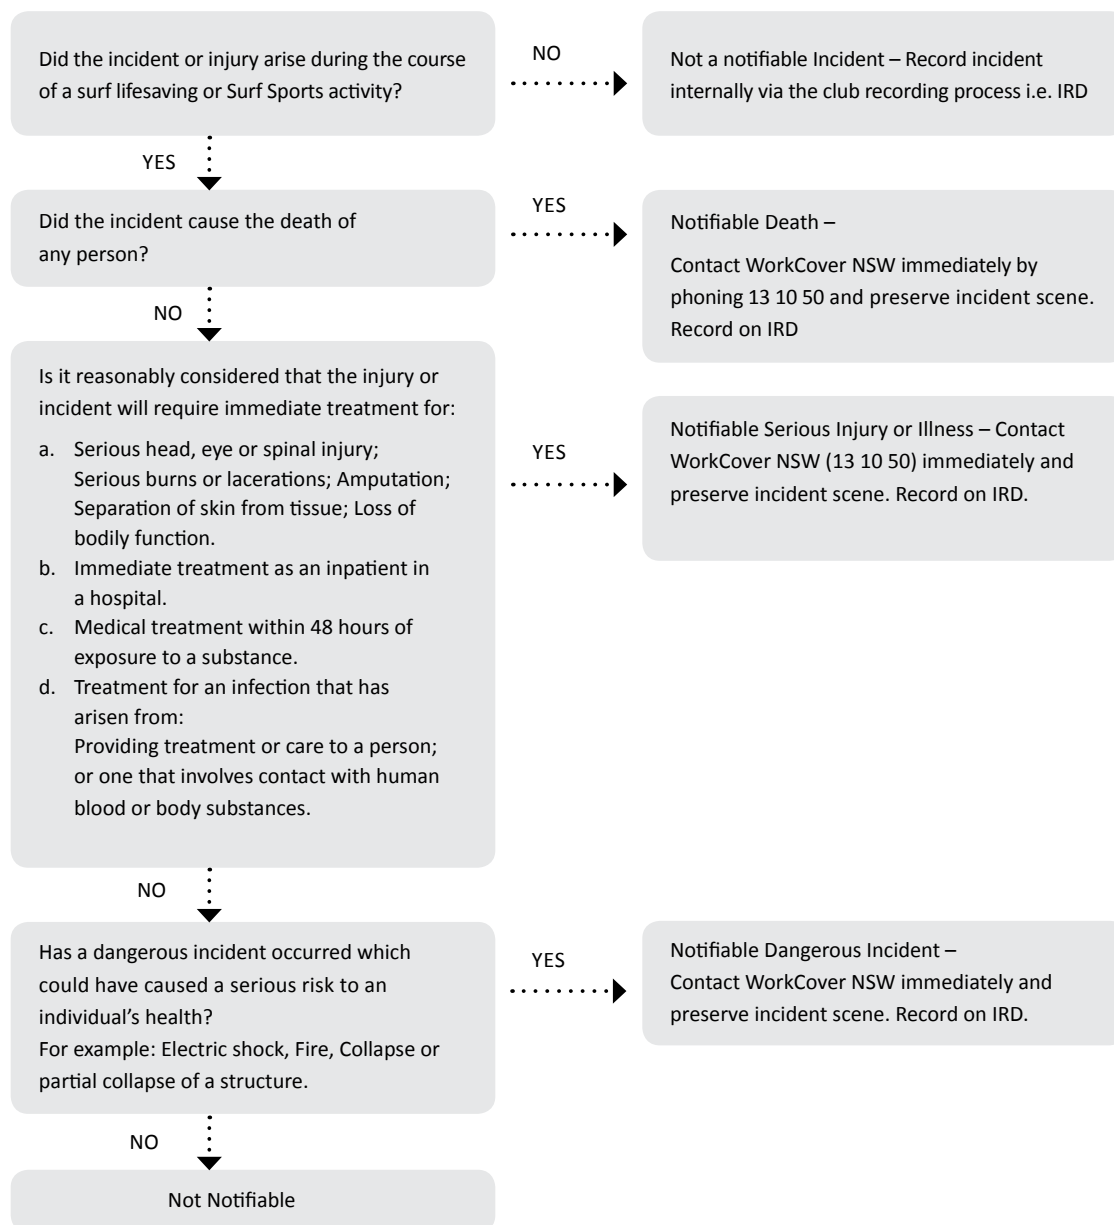 Did the incident or injury arise during the course
of a surf lifesaving or Surf Sports activity?
NO
Not a notifiable Incident – Record incident
internally via the club recording process i.e. IRD
YES
Did the incident cause the death of
any person?
YES
Notifiable Death –
Contact WorkCover NSW immediately by
phoning 13 10 50 and preserve incident scene.
Record on IRD
NO
Is it reasonably considered that the injury or
incident will require immediate treatment for:
a. Serious head, eye or spinal injury;
Serious burns or lacerations; Amputation;
Separation of skin from tissue; Loss of
bodily function.
b. Immediate treatment as an inpatient in
a hospital.
c. Medical treatment within 48 hours of
exposure to a substance.
d. Treatment for an infection that has
arisen from:
Providing treatment or care to a person;
or one that involves contact with human
blood or body substances.
YES
Notifiable Serious Injury or Illness – Contact
WorkCover NSW (13 10 50) immediately and
preserve incident scene. Record on IRD.
NO
Has a dangerous incident occurred which
could have caused a serious risk to an
individual's health?
For example: Electric shock, Fire, Collapse or
partial collapse of a structure.
YES
Notifiable Dangerous Incident –
Contact WorkCover NSW immediately and
preserve incident scene. Record on IRD.
NO
Not Notifiable